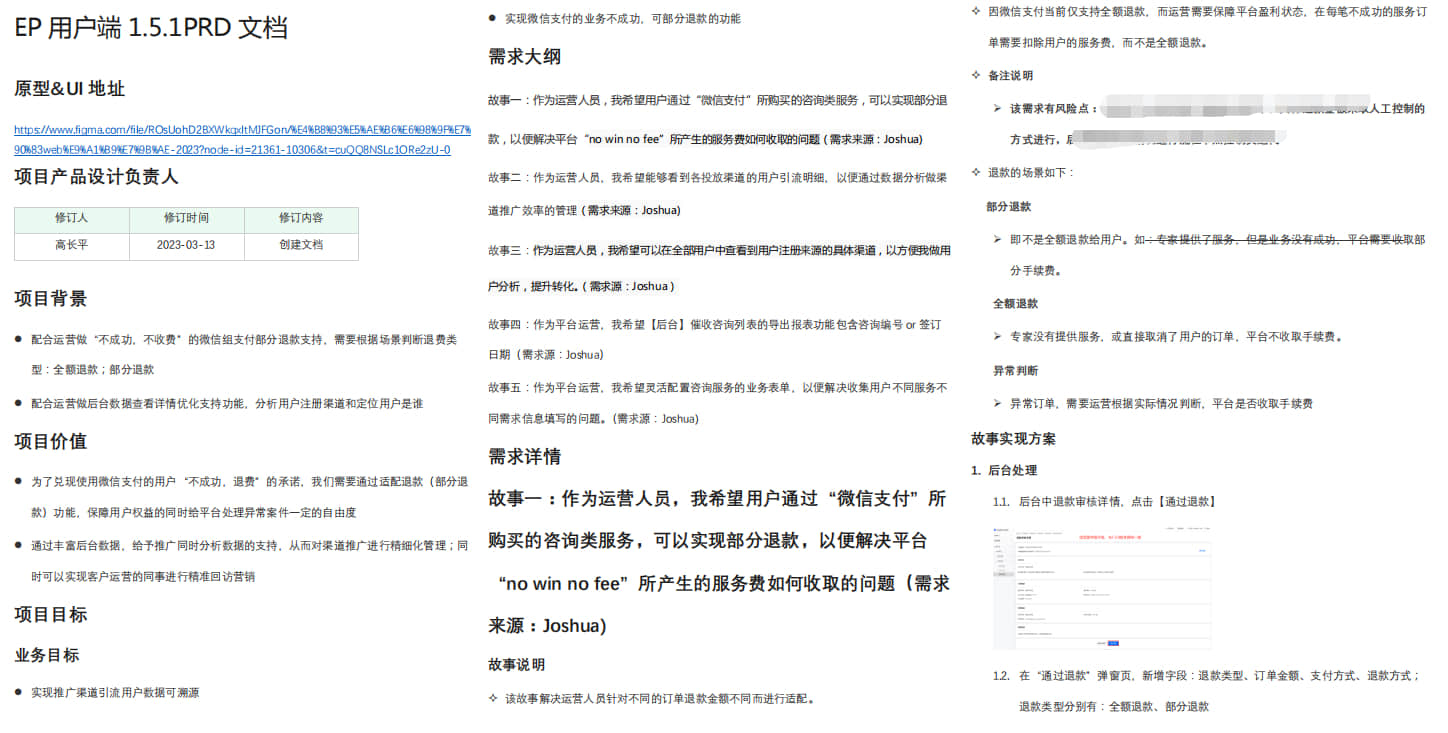 EP 用户端 1.5.1PRD 文档
原型&UI 地址
https://www.figma.com/file/ROsUohD2BXWkqxItMJFGon/%E4%B8%93%E5%AE%B6%E6%98%9F%E7%
90%83web%E9%A1%B9%E7%9B%AE-2023?node-id=21361-10306&t=cuQQ8NSLc1ORe2zU-0
项目产品设计负责人
修订人 修订时间 修订内容
高长平 2023-03-13 创建文档
项目背景
● 配合运营做“不成功，不收费”的微信组支付部分退款支持，需要根据场景判断退费类
型：全额退款；部分退款
● 配合运营做后台数据查看详情优化支持功能，分析用户注册渠道和定位用户是谁
项目价值
● 为了兑现使用微信支付的用户“不成功，退费”的承诺，我们需要通过适配退款（部分退
款）功能，保障用户权益的同时给平台处理异常案件一定的自由度
● 通过丰富后台数据，给予推广同时分析数据的支持，从而对渠道推广进行精细化管理；同
时可以实现客户运营的同事进行精准回访营销
项目目标
业务目标
● 实现推广渠道引流用户数据可溯源
● 实现微信支付的业务不成功，可部分退款的功能
需求大纲
故事一：作为运营人员，我希望用户通过“微信支付”所购买的咨询类服务，可以实现部分退
款，以便解决平台“no win no fee”所产生的服务费如何收取的问题（需求来源：Joshua）
故事二：作为运营人员，我希望能够看到各投放渠道的用户引流明细，以便通过数据分析做渠
道推广效率的管理（需求来源：Joshua）
故事三：作为运营人员，我希望可以在全部用户中查看到用户注册来源的具体渠道，以方便我做用
户分析，提升转化。（需求源：Joshua）
故事四：作为平台运营，我希望【后台】催收咨询列表的导出报表功能包含咨询编号 or 签订
日期（需求源：Joshua）
故事五：作为平台运营，我希望灵活配置咨询服务的业务表单，以便解决收集用户不同服务不
同需求信息填写的问题。（需求源：Joshua）
需求详情
故事一：作为运营人员，我希望用户通过“微信支付”所
购买的咨询类服务，可以实现部分退款，以便解决平台
“no win no fee”所产生的服务费如何收取的问题（需求
来源：Joshua）
故事说明
✧ 该故事解决运营人员针对不同的订单退款金额不同而进行适配。
✧ 因微信支付当前仅支持全额退款，而运营需要保障平台盈利状态，在每笔不成功的服务订
单需要扣除用户的服务费，而不是全额退款。
✧ 备注说明
➢ 该需求有风险点：人工控制的
方式进行，
✧ 退款的场景如下：
部分退款
➢ 即不是全额退款给用户。如：专家提供了服务、但是业务没有成功，平台需要收取部
分手续费。
全额退款
➢ 专家没有提供服务，或直接取消了用户的订单，平台不收取手续费。
异常判断
➢ 异常订单，需要运营根据实际情况判断，平台是否收取手续费
故事实现方案
1. 后台处理
1.1. 后台中退款审核详情，点击【通过退款】
1.2. 在“通过退款”弹窗页，新增字段：退款类型、订单金额、支付方式、退款方式；
退款类型分别有：全额退款、部分退款